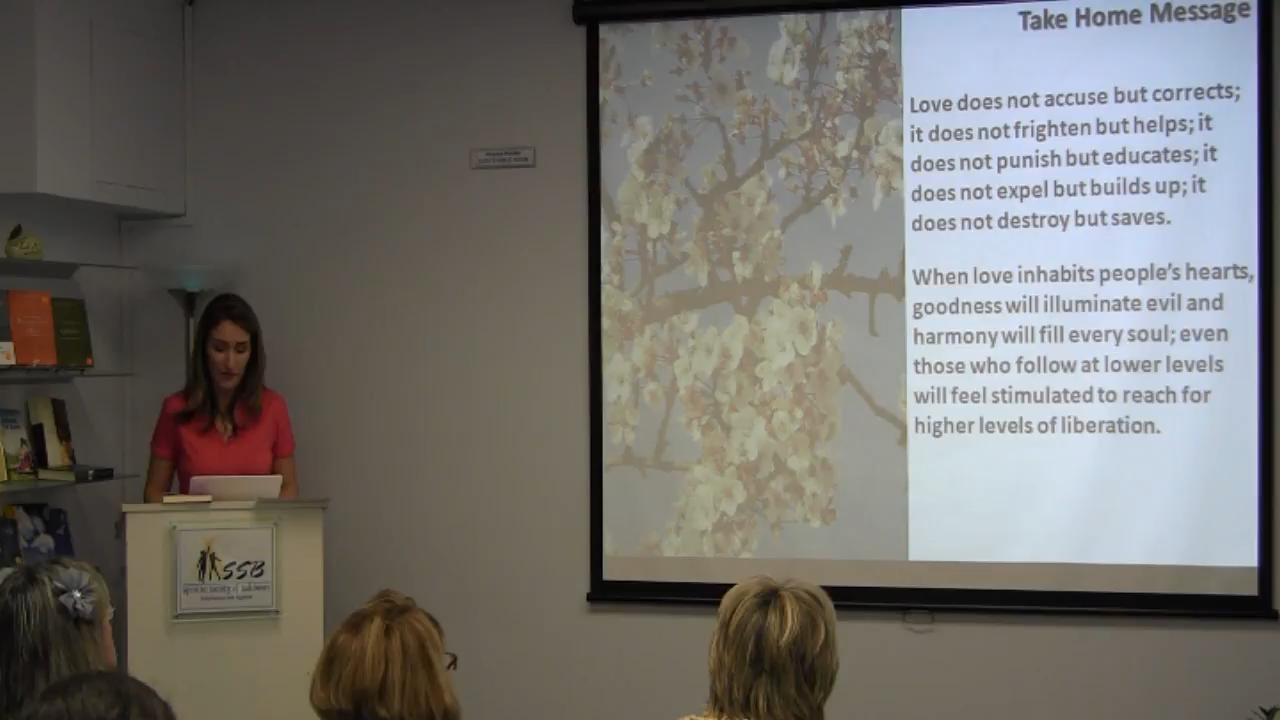 Take Home Message
Love does not accuse but corrects;
it does not frighten but helps; it
does not punish but educates; it
does not expel but builds up; it
does not destroy but saves.
When love inhabits people's hearts,
goodness will illuminate evil and
harmony will fill every soul; even
those who follow at lower levels
will feel stimulated to reach for
higher levels of liberation.
SSB